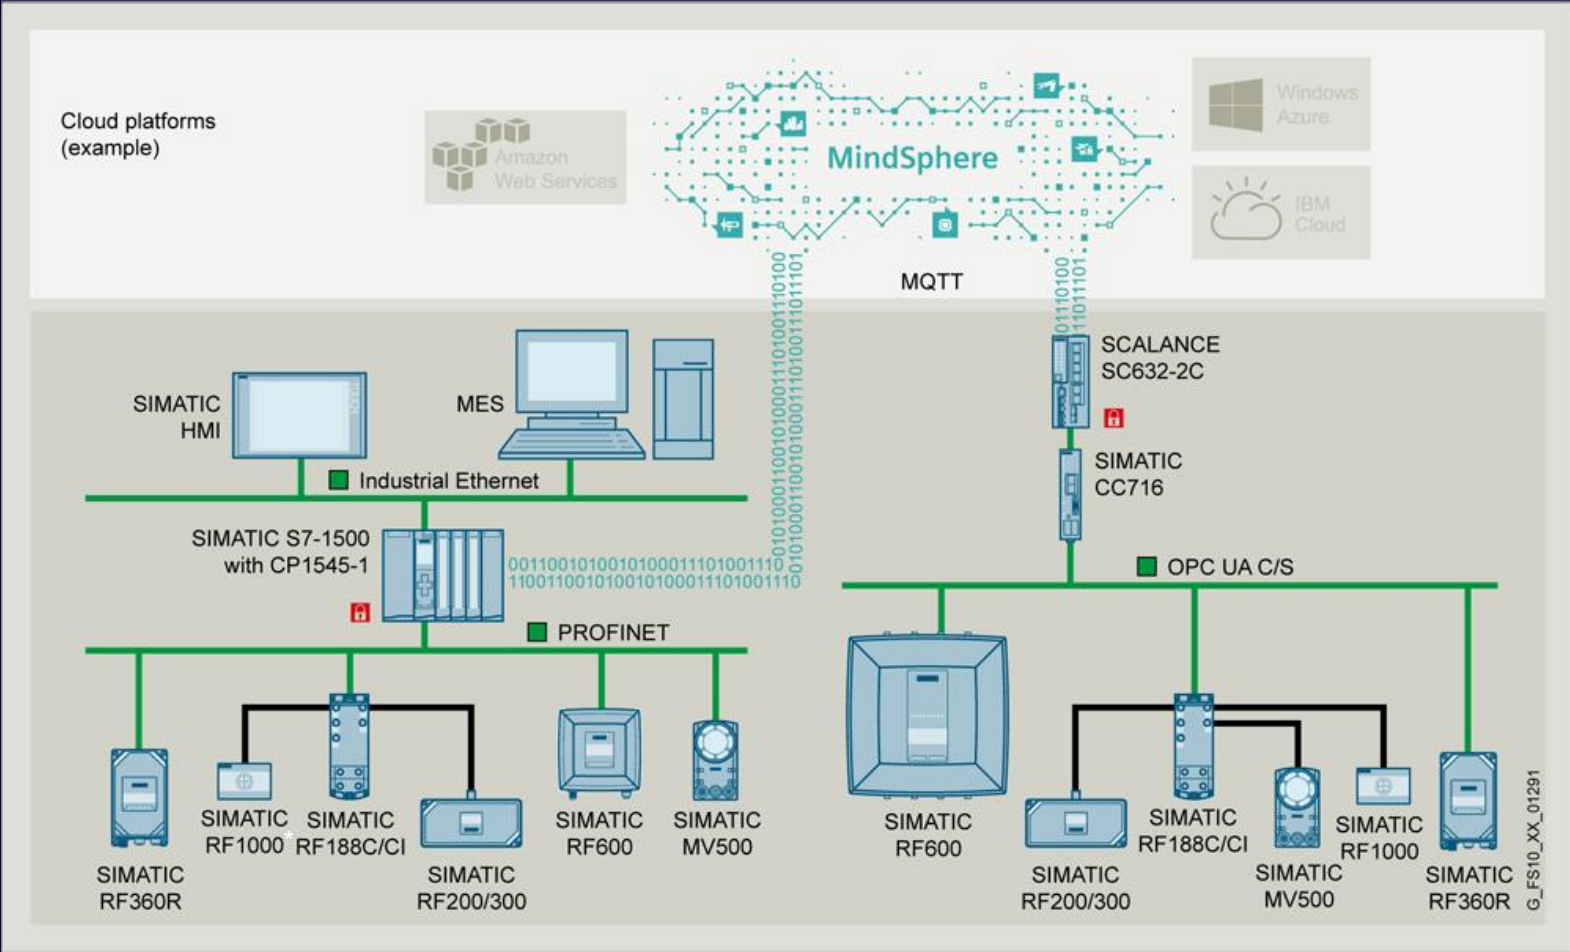 Cloud platforms
(example)
Amazon
Web Services
MindSphere
Windows
Azure
IBM
Cloud
MQTT
SCALANCE
SC632-2C
SIMATIC
HMI
MES
SIMATIC
CC716
Industrial Ethernet
SIMATIC S7-1500
with CP1545-1
OPC UA C/S
PROFINET
SIMATIC
RF360R
SIMATIC
RF1000*
SIMATIC
RF188C/CI
SIMATIC
RF200/300
SIMATIC
RF600
SIMATIC
MV500
SIMATIC
RF600
SIMATIC
RF200/300
SIMATIC
RF188C/CI
SIMATIC
MV500
SIMATIC
RF1000
SIMATIC
RF360R
G_FS10_XX_01291